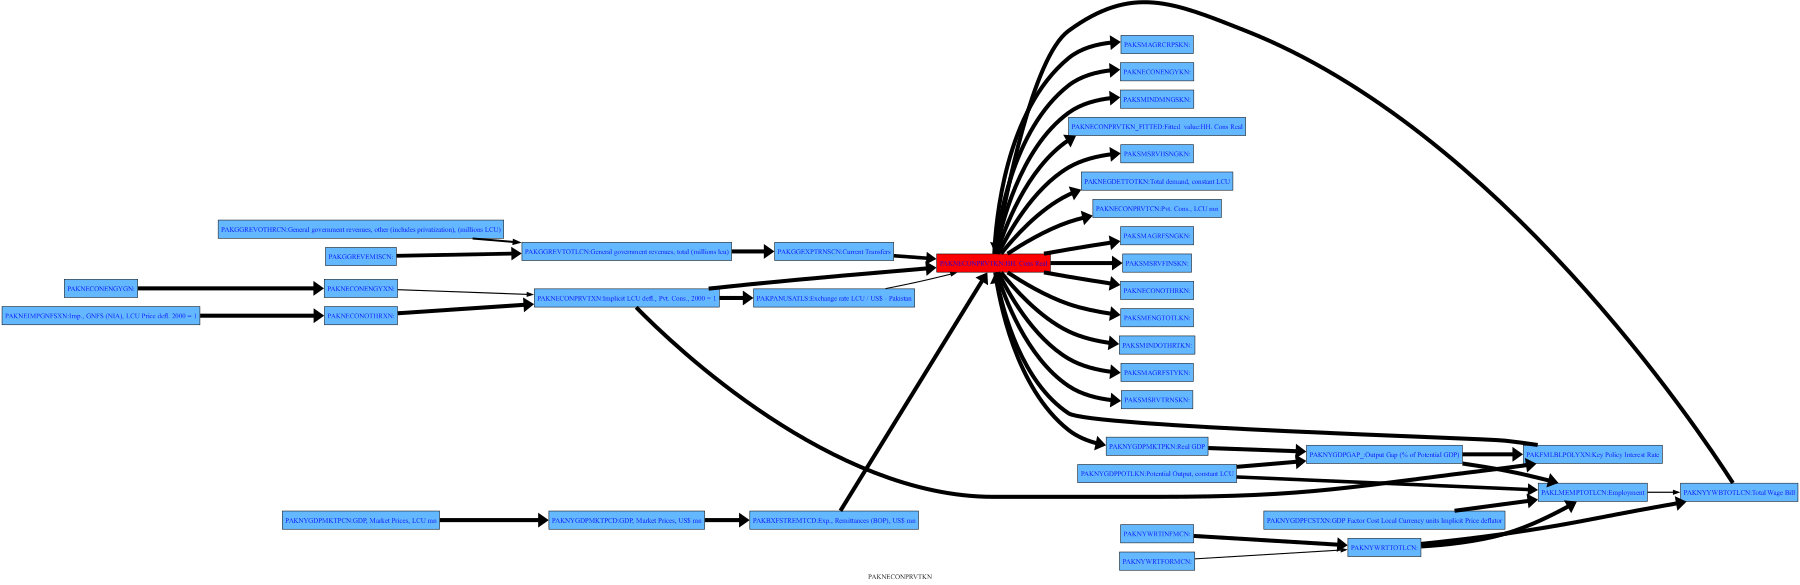 PAKSMAGRCRPSKN:
PAKNECONENGYKN:
PAKSMINDMNGSKN:
PAKNECONPRVTKN_FITTED:Fitted value:HH. Cons Real
PAKSMSRVHSNGKN:
PAKNEGDETTOTKN:Total demand, constant LCU
PAKNECONPRVTCN:Pvt. Cons., LCU mn
PAKGGREVOTHRCN:General government revenues, other (includes privatization), (millions LCU)
PAKSMAGRFSNGKN:
PAKGGREVTOTLCN:General government revenues, total (millions lcu)
PAKGGEXPTRNSCN:Current Transfers
PAKGGREVEMISCN:
PAKNECONPRVTKN:HH. Cons Real
PAKSMSRVFINSKN:
PAKNECONENGYGN:
PAKNECONENGYXN:
PAKNECONOTHRKN:
PAKNECONPRVTXN:Implicit LCU defl., Pvt. Cons., 2000 = 1
PAKPANUSATLS:Exchange rate LCU / US$ - Pakistan
PAKNEIMPGNFSXN:Imp., GNFS (NIA), LCU Price defl. 2000 = 1
PAKNECONOTHRXN:
PAKSMENGTOTLKN:
PAKSMINDOTHRTKN:
PAKSMAGRFSTYKN:
PAKSMSRVTRNSKN:
PAKNYGDPMKTPKN:Real GDP
PAKNYGDPGAP_:Output Gap (% of Potential GDP)
PAKFMLBLPOLYXN:Key Policy Interest Rate
PAKNYGDPPOTLKN:Potential Output, constant LCU
PAKLMEMPTOTLCN:Employment
PAKNYYWBTOTLCN:Total Wage Bill
PAKNYGDPMKTPCN:GDP, Market Prices, LCU mn
PAKNYGDPMKTPCD:GDP, Market Prices, US$ mn
PAKBXFSTREMTCD:Exp., Remittances (BOP), US$ mn
PAKNYGDPFCSTXN:GDP Factor Cost Local Currency units Implicit Price deflator
PAKNYWRTINFMCN:
PAKNYWRTTOTLCN:
PAKNYWRTFORMCN:
PAKNECONPRVTKN